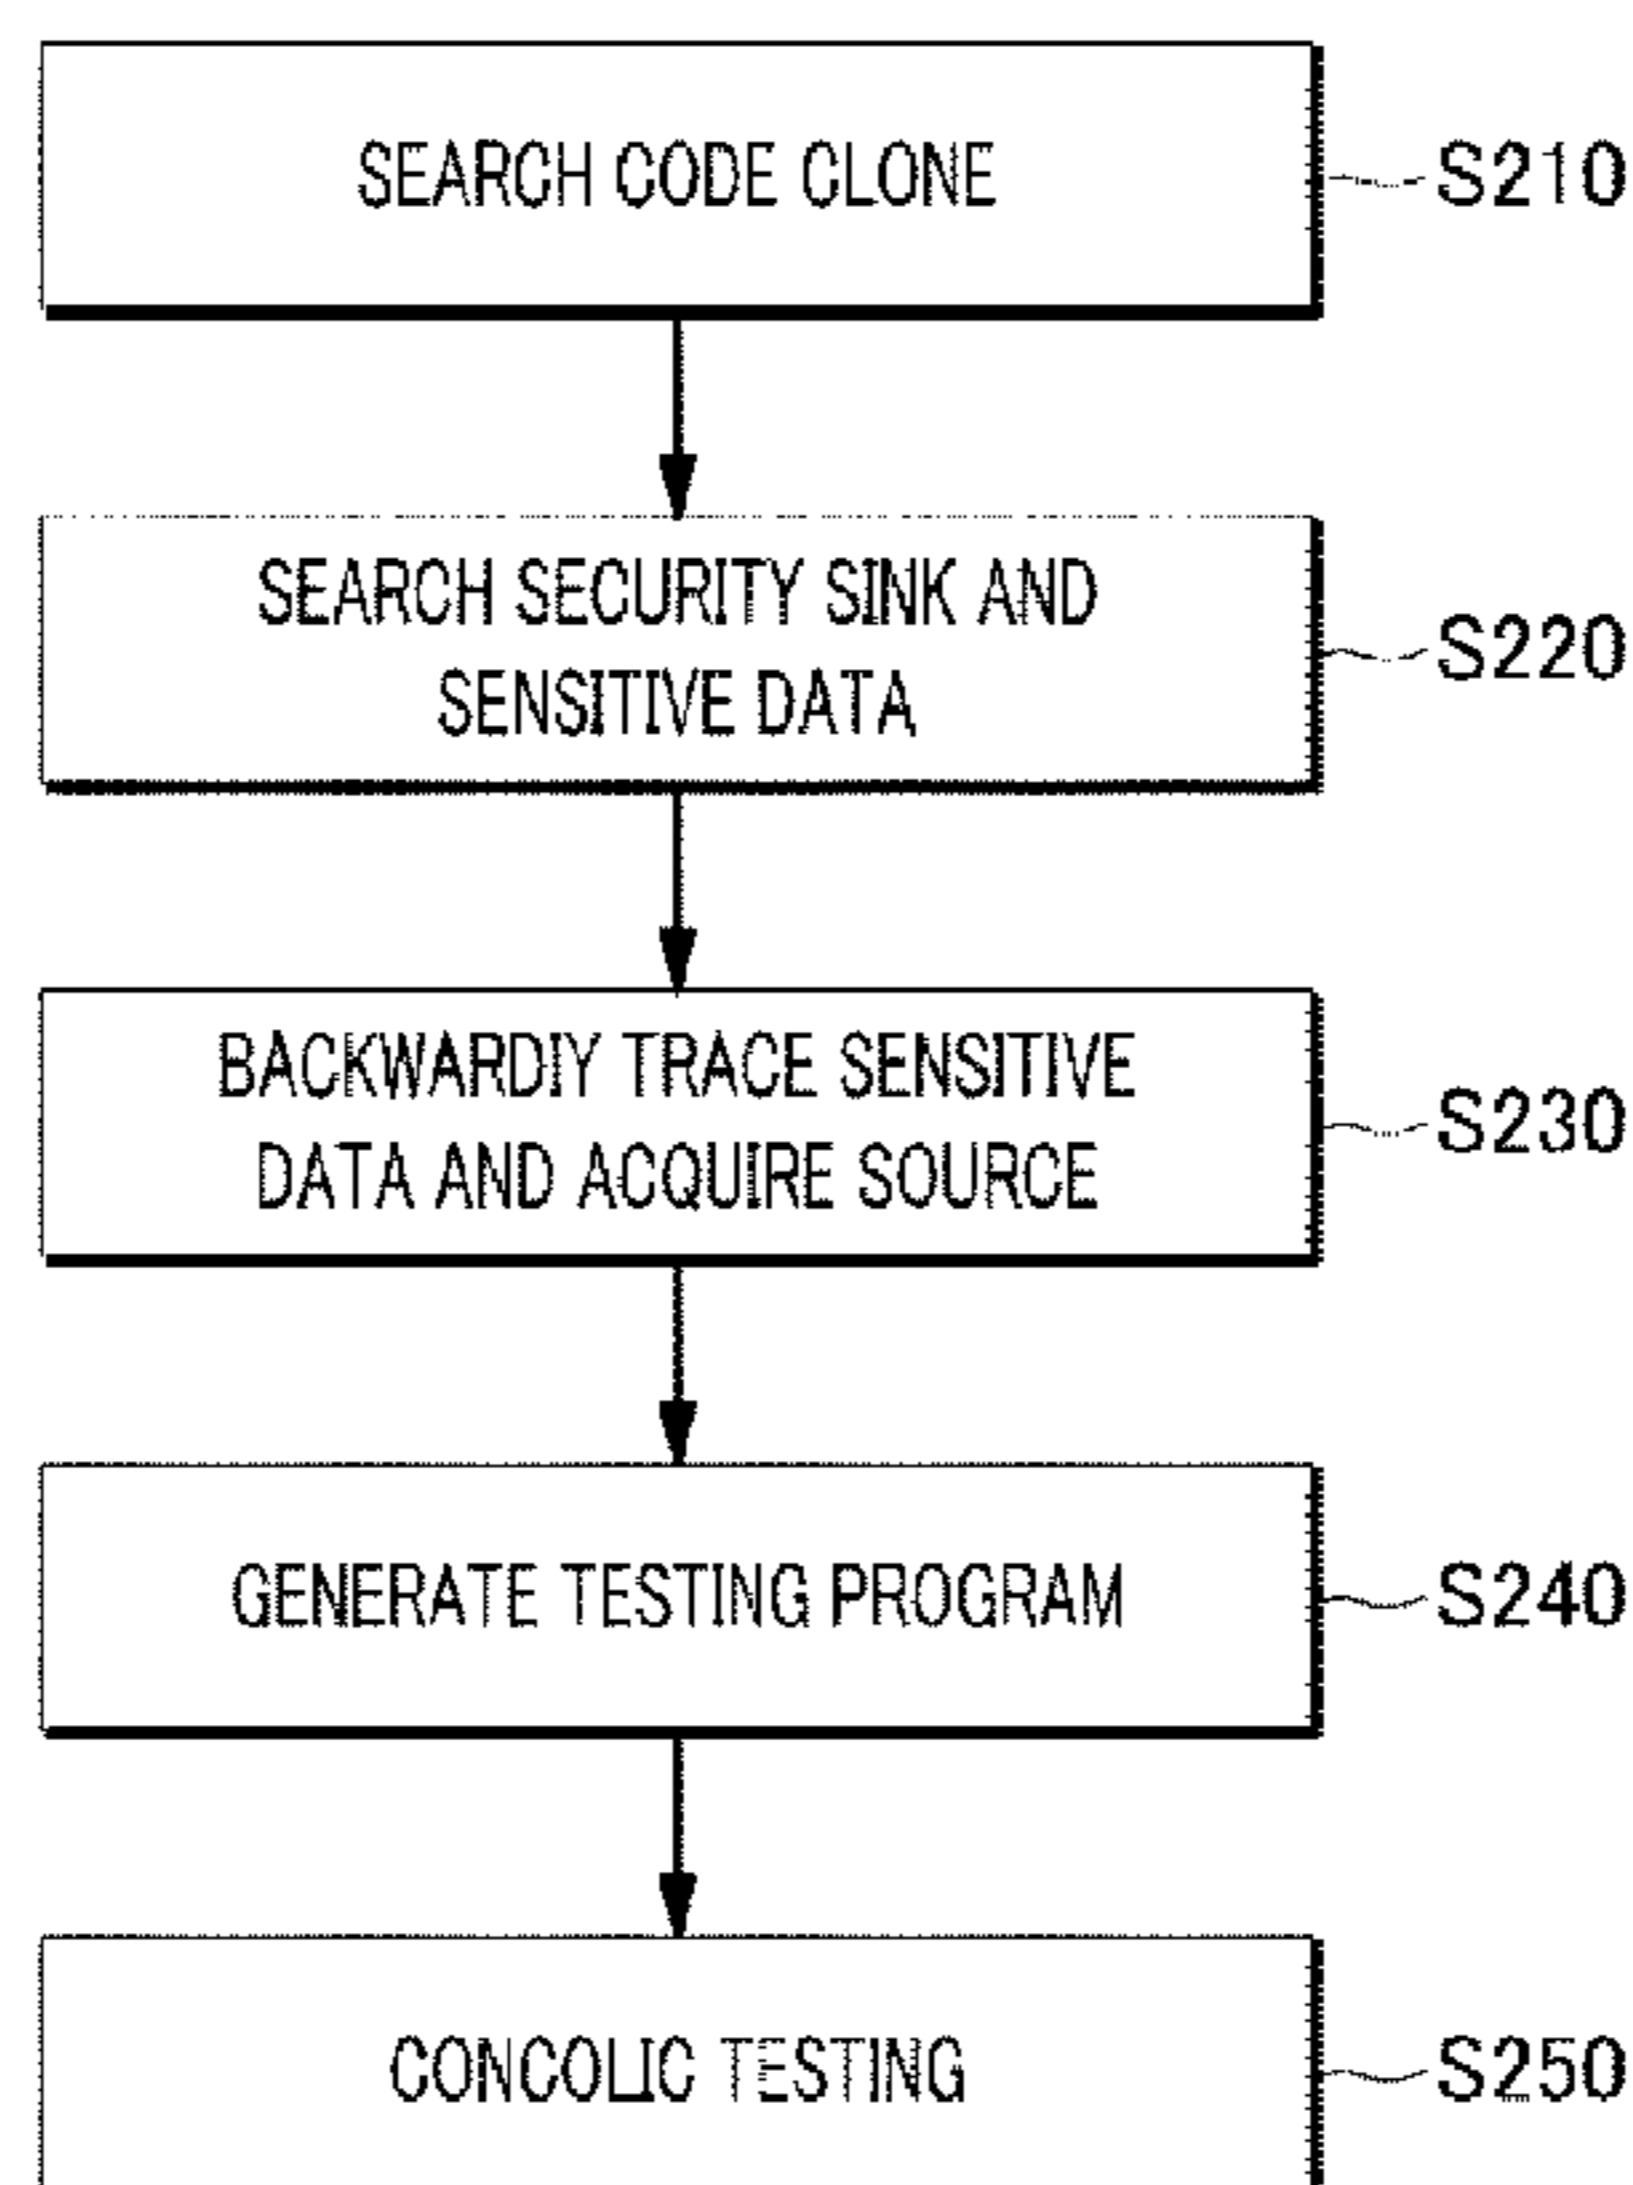 SEARCH CODE CLONE
S210
SEARCH SECURITY SINK AND
SENSITIVE DATA
S220
BACKWARDIY TRACE SENSITIVE
DATA AND ACQUIRE SOURCE
S230
GENERATE TESTING PROGRAM
S240
CONCOLIC TESTING
S250